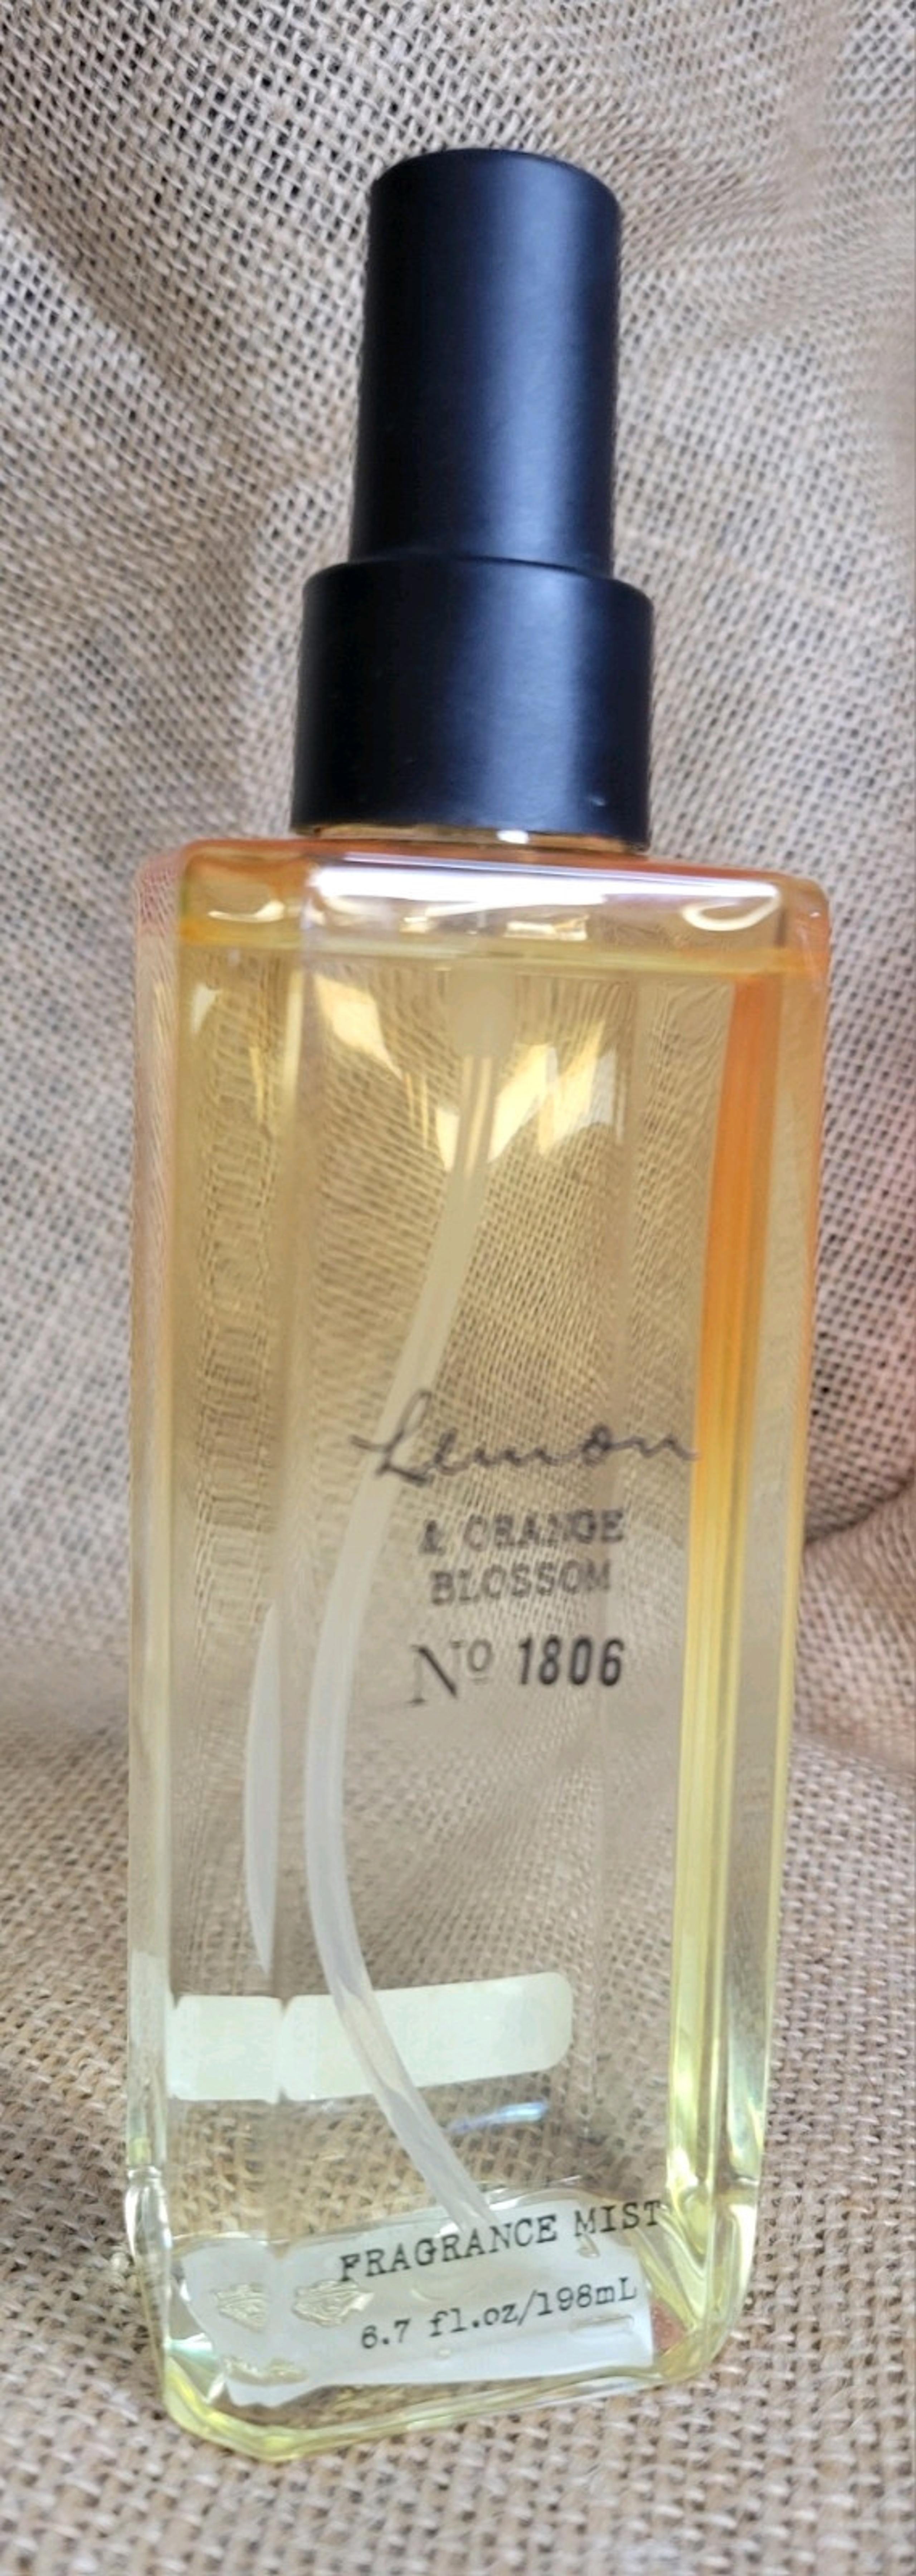 Lemon
& ORANGE
BLOSSOM
Nº 1806
FRAGRANCE MIST
6.7 fl.oz/198mL